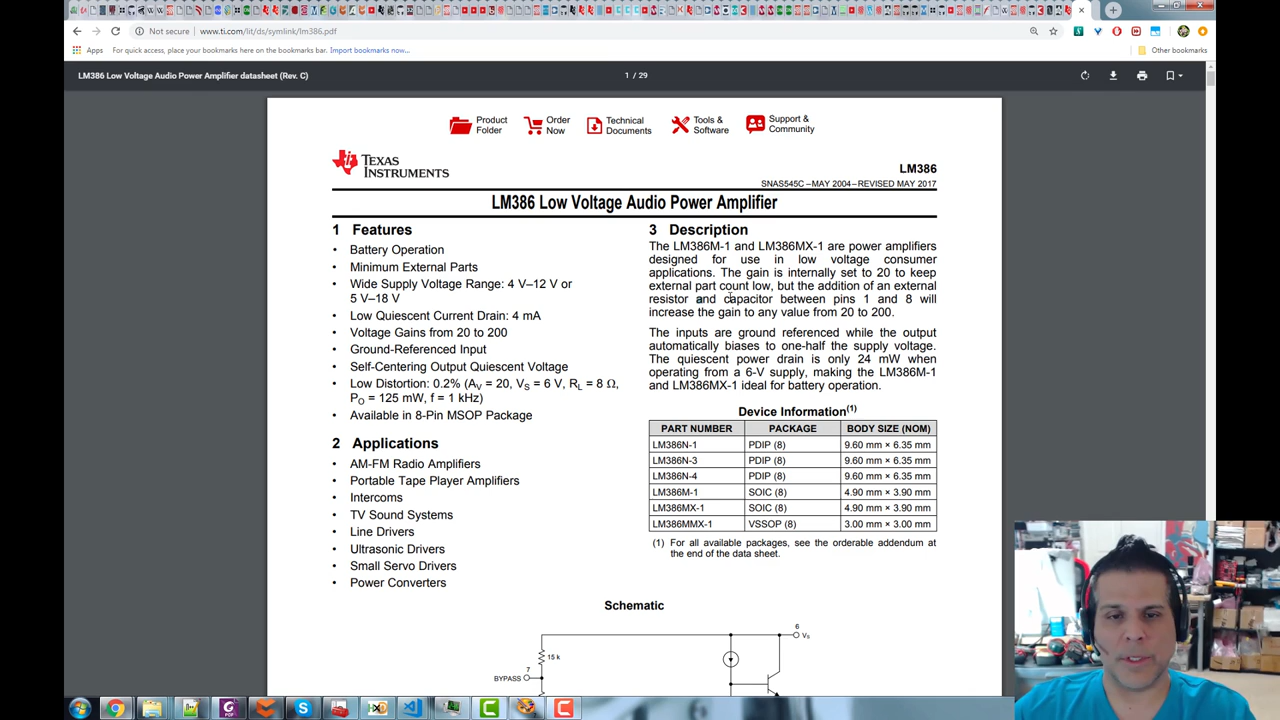 Not secure | www.ti.com/lit/ds/symlink/lm386.pdf
Apps For quick access, place your bookmarks here on the bookmarks bar. Import bookmarks now... Other bookmarks
LM386 Low Voltage Audio Power Amplifier datasheet (Rev. C) 1 / 29
Product Folder
Order Now
Technical Documents
Tools & Software
Support & Community
TEXAS INSTRUMENTS
LM386
SNAS545C – MAY 2004 – REVISED MAY 2017
LM386 Low Voltage Audio Power Amplifier
1 Features
• Battery Operation
• Minimum External Parts
• Wide Supply Voltage Range: 4 V–12 V or
5 V–18 V
• Low Quiescent Current Drain: 4 mA
• Voltage Gains from 20 to 200
• Ground-Referenced Input
• Self-Centering Output Quiescent Voltage
• Low Distortion: 0.2% (AV = 20, VS = 6 V, RL = 8 Ω,
PO = 125 mW, f = 1 kHz)
• Available in 8-Pin MSOP Package
2 Applications
• AM-FM Radio Amplifiers
• Portable Tape Player Amplifiers
• Intercoms
• TV Sound Systems
• Line Drivers
• Ultrasonic Drivers
• Small Servo Drivers
• Power Converters
3 Description
The LM386M-1 and LM386MX-1 are power amplifiers
designed for use in low voltage consumer
applications. The gain is internally set to 20 to keep
external part count low, but the addition of an external
resistor and capacitor between pins 1 and 8 will
increase the gain to any value from 20 to 200.
The inputs are ground referenced while the output
automatically biases to one-half the supply voltage.
The quiescent power drain is only 24 mW when
operating from a 6-V supply, making the LM386M-1
and LM386MX-1 ideal for battery operation.
Device Information(1)
PART NUMBER PACKAGE BODY SIZE (NOM)
LM386N-1 PDIP (8) 9.60 mm × 6.35 mm
LM386N-3 PDIP (8) 9.60 mm × 6.35 mm
LM386N-4 PDIP (8) 9.60 mm × 6.35 mm
LM386M-1 SOIC (8) 4.90 mm × 3.90 mm
LM386MX-1 SOIC (8) 4.90 mm × 3.90 mm
LM386MMX-1 VSSOP (8) 3.00 mm × 3.00 mm
(1) For all available packages, see the orderable addendum at
the end of the data sheet.
Schematic
6
VS
15 k
7
BYPASS